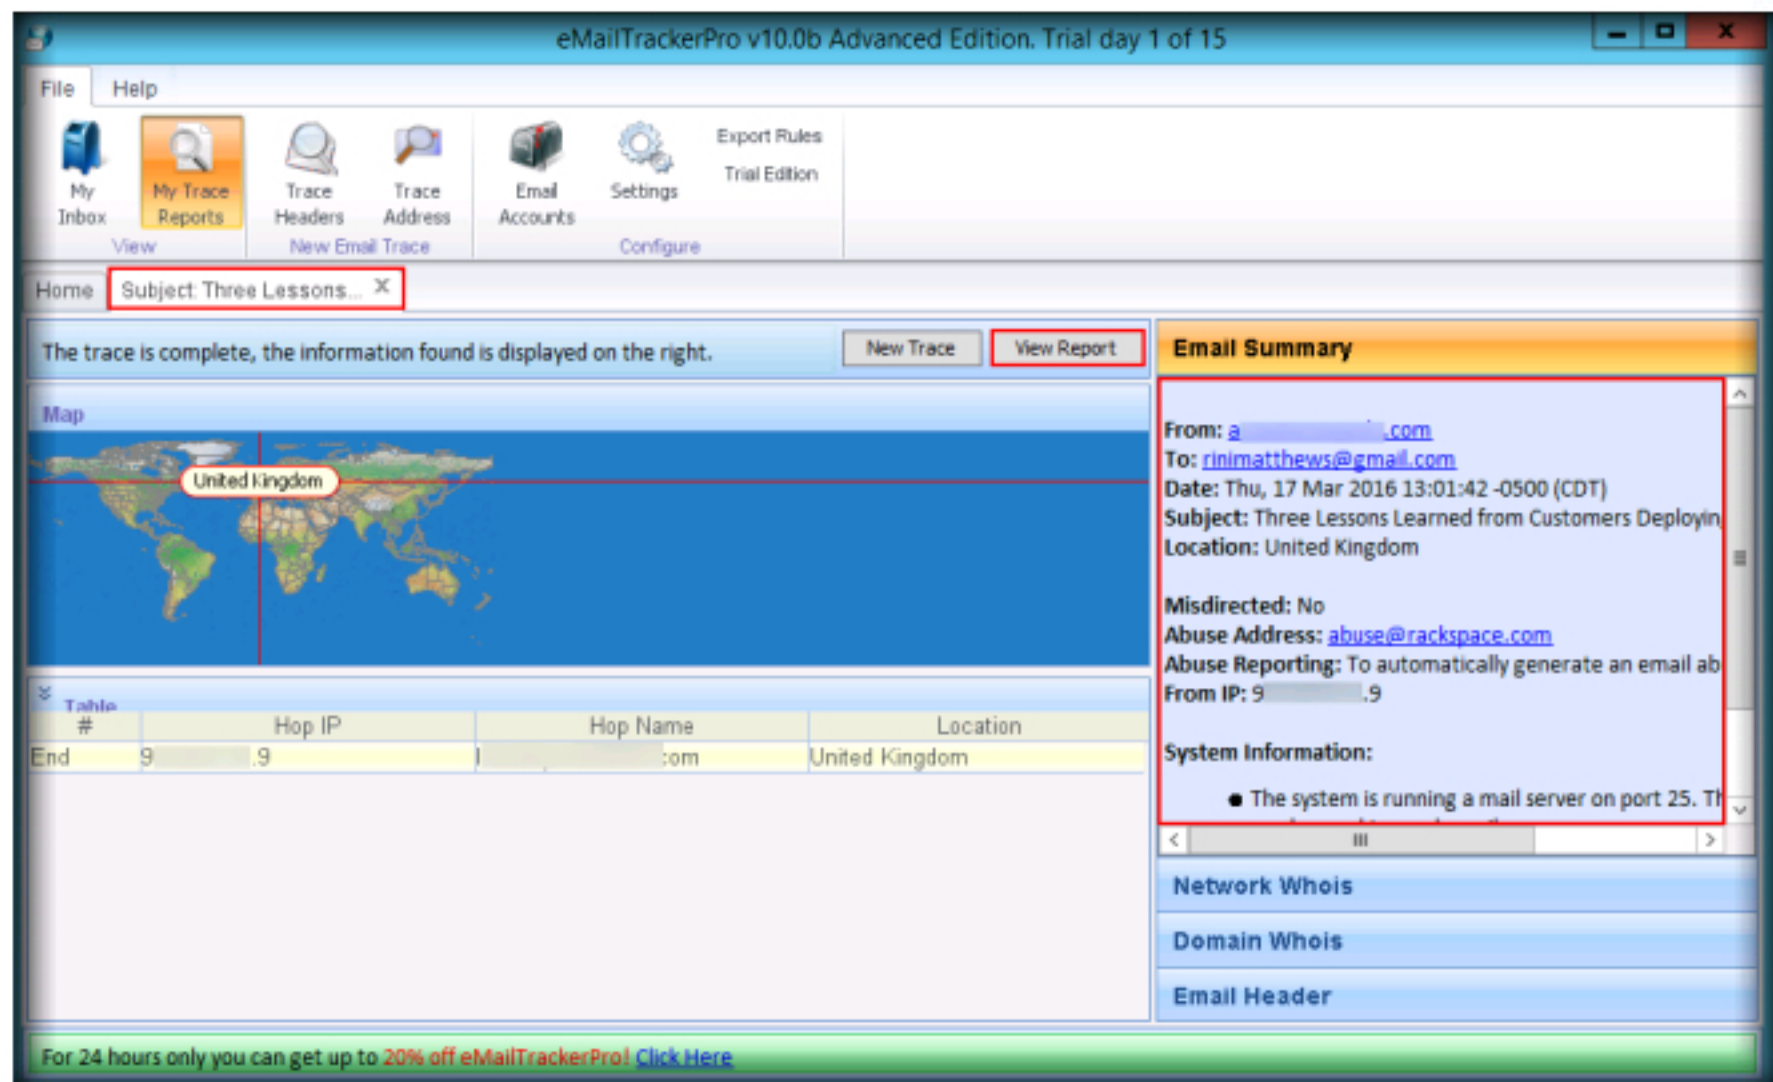 eMailTrackerPro v10.0b Advanced Edition. Trial day 1 of 15
File Help
My Inbox
My Trace Reports
Trace Headers
Trace Address
Email Accounts
Settings
Export Rules
Trial Edition
View
New Email Trace
Configure
Home
Subject: Three Lessons... X
The trace is complete, the information found is displayed on the right.
New Trace
View Report
Map
United Kingdom
Table
# Hop IP Hop Name Location
End 9 .9 l :om United Kingdom
Email Summary
From: a .com
To: rinimatthews@gmail.com
Date: Thu, 17 Mar 2016 13:01:42 -0500 (CDT)
Subject: Three Lessons Learned from Customers Deployin
Location: United Kingdom
Misdirected: No
Abuse Address: abuse@rackspace.com
Abuse Reporting: To automatically generate an email ab
From IP: 9 .9
System Information:
● The system is running a mail server on port 25. Th
Network Whois
Domain Whois
Email Header
For 24 hours only you can get up to 20% off eMailTrackerPro! Click Here